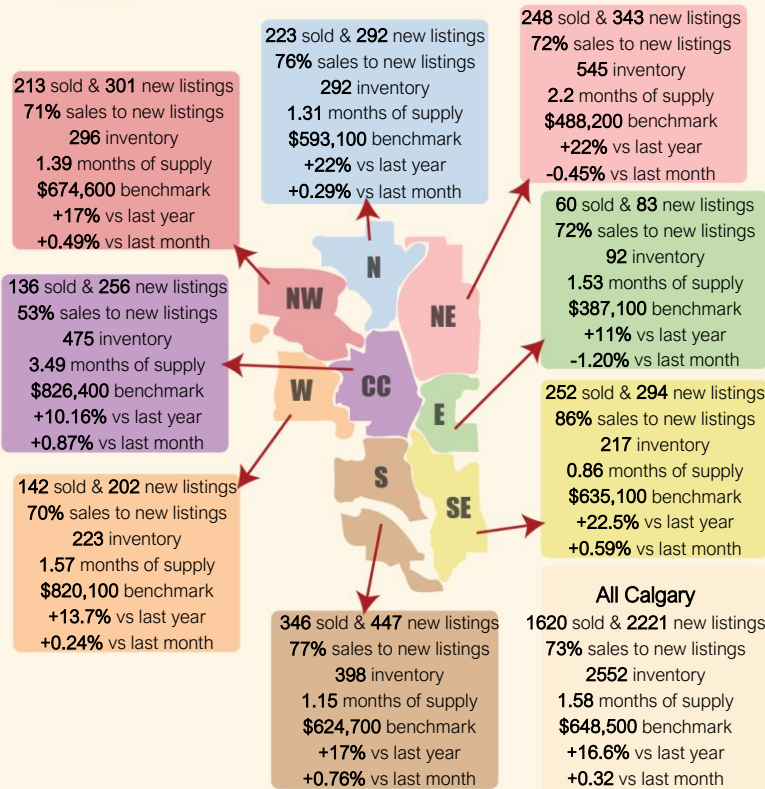 223 sold & 292 new listings
76% sales to new listings
292 inventory
1.31 months of supply
$593,100 benchmark
+22% vs last year
+0.29% vs last month
248 sold & 343 new listings
72% sales to new listings
545 inventory
2.2 months of supply
$488,200 benchmark
+22% vs last year
-0.45% vs last month
213 sold & 301 new listings
71% sales to new listings
296 inventory
1.39 months of supply
$674,600 benchmark
+17% vs last year
+0.49% vs last month
60 sold & 83 new listings
72% sales to new listings
92 inventory
1.53 months of supply
$387,100 benchmark
+11% vs last year
-1.20% vs last month
N
NW
NE
W
CC
E
S
SE
136 sold & 256 new listings
53% sales to new listings
475 inventory
3.49 months of supply
$826,400 benchmark
+10.16% vs last year
+0.87% vs last month
252 sold & 294 new listings
86% sales to new listings
217 inventory
0.86 months of supply
$635,100 benchmark
+22.5% vs last year
+0.59% vs last month
142 sold & 202 new listings
70% sales to new listings
223 inventory
1.57 months of supply
$820,100 benchmark
+13.7% vs last year
+0.24% vs last month
346 sold & 447 new listings
77% sales to new listings
398 inventory
1.15 months of supply
$624,700 benchmark
+17% vs last year
+0.76% vs last month
All Calgary
1620 sold & 2221 new listings
73% sales to new listings
2552 inventory
1.58 months of supply
$648,500 benchmark
+16.6% vs last year
+0.32 vs last month